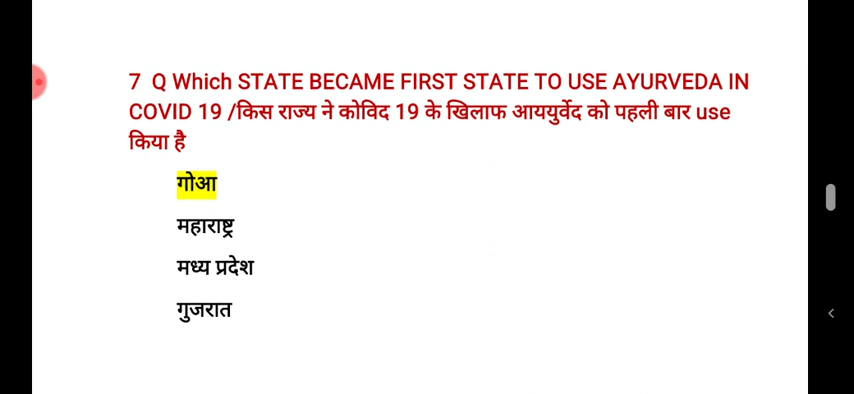 7 Q Which STATE BECAME FIRST STATE TO USE AYURVEDA IN
COVID 19 /किस राज्य ने कोविद 19 के खिलाफ आययुर्वेद को पहली बार use
किया है
गोआ
महाराष्ट्र
मध्य प्रदेश
गुजरात